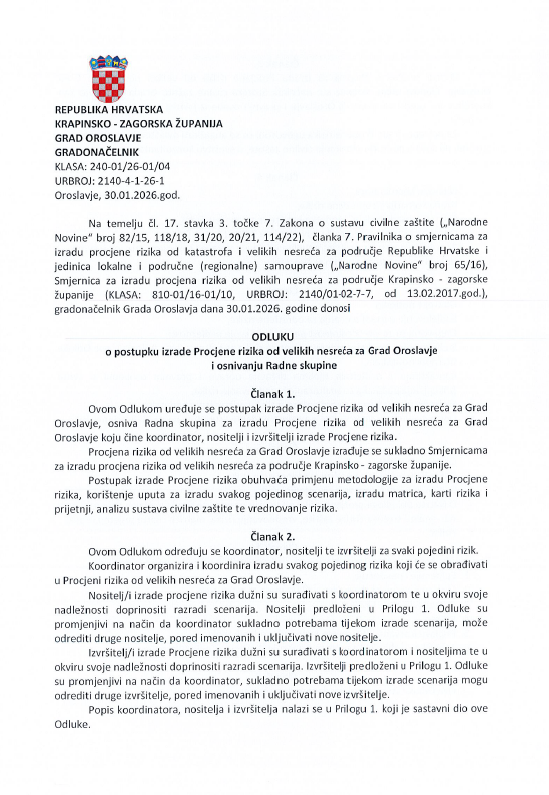 REPUBLIKA HRVATSKA
KRAPINSKO - ZAGORSKA ŽUPANIJA
GRAD OROSLAVJE
GRADONAČELNIK
KLASA: 240-01/26-01/04
URBROJ: 2140-4-1-26-1
Oroslavje, 30.01.2026.god.
Na temelju čl. 17. stavka 3. točke 7. Zakona o sustavu civilne zaštite („Narodne
Novine“ broj 82/15, 118/18, 31/20, 20/21, 114/22), članka 7. Pravilnika o smjernicama za
izradu procjene rizika od katastrofa i velikih nesreća za područje Republike Hrvatske i
jedinica lokalne i područne (regionalne) samouprave („Narodne Novine“ broj 65/16),
Smjernica za izradu procjena rizika od velikih nesreća za područje Krapinsko - zagorske
županije (KLASA: 810-01/16-01/10, URBROJ: 2140/01-02-7-7, od 13.02.2017.god.),
gradonačelnik Grada Oroslavja dana 30.01.2026. godine donosi
ODLUKU
o postupku izrade Procjene rizika od velikih nesreća za Grad Oroslavje
i osnivanju Radne skupine
Članak 1.
Ovom Odlukom uređuje se postupak izrade Procjene rizika od velikih nesreća za Grad
Oroslavje, osniva Radna skupina za izradu Procjene rizika od velikih nesreća za Grad
Oroslavje koju čine koordinator, nositelji i izvršitelji izrade Procjene rizika.
Procjena rizika od velikih nesreća za Grad Oroslavje izrađuje se sukladno Smjernicama
za izradu procjena rizika od velikih nesreća za područje Krapinsko - zagorske županije.
Postupak izrade Procjene rizika obuhvaća primjenu metodologije za izradu Procjene
rizika, korištenje uputa za izradu svakog pojedinog scenarija, izradu matrica, karti rizika i
prijetnji, analizu sustava civilne zaštite te vrednovanje rizika.
Članak 2.
Ovom Odlukom određuju se koordinator, nositelji te izvršitelji za svaki pojedini rizik.
Koordinator organizira i koordinira izradu svakog pojedinog rizika koji će se obrađivati
u Procjeni rizika od velikih nesreća za Grad Oroslavje.
Nositelj/i izrade procjene rizika dužni su surađivati s koordinatorom te u okviru svoje
nadležnosti doprinositi razradi scenarija. Nositelji predloženi u Prilogu 1. Odluke su
promjenjivi na način da koordinator sukladno potrebama tijekom izrade scenarija, može
odrediti druge nositelje, pored imenovanih i uključivati nove nositelje.
Izvršitelj/i izrade Procjene rizika dužni su surađivati s koordinatorom i nositeljima te u
okviru svoje nadležnosti doprinositi razradi scenarija. Izvršitelji predloženi u Prilogu 1. Odluke
su promjenjivi na način da koordinator, sukladno potrebama tijekom izrade scenarija mogu
odrediti druge izvršitelje, pored imenovanih i uključivati nove izvršitelje.
Popis koordinatora, nositelja i izvršitelja nalazi se u Prilogu 1. koji je sastavni dio ove
Odluke.